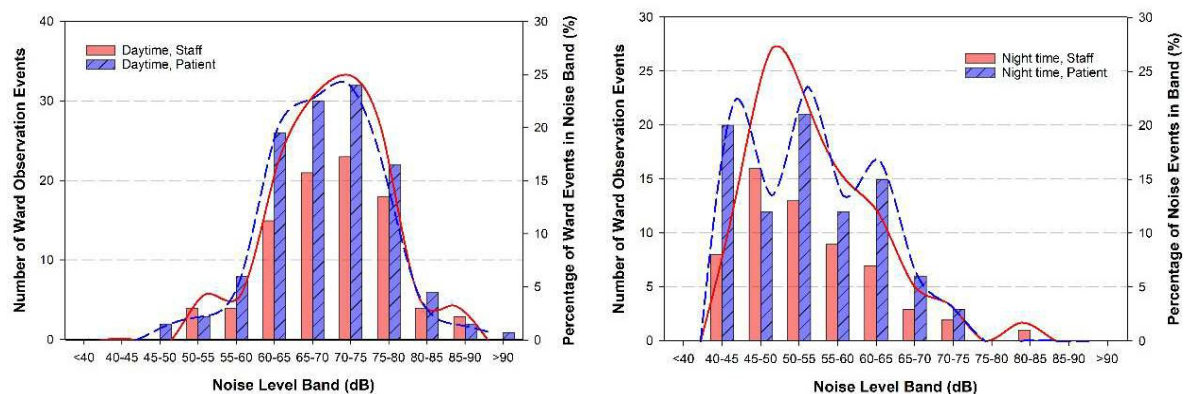 40
30
20
10
0
Number of Ward Observation Events
Daytime, Staff
Daytime, Patient
30
25
20
15
10
5
0
Percentage of Ward Events in Noise Band (%)
<40 40-45 45-50 50-55 55-60 60-65 65-70 70-75 75-80 80-85 85-90 >90
Noise Level Band (dB)
30
25
20
15
10
5
0
Number of Ward Observation Events
Night time, Staff
Night time, Patient
30
25
20
15
10
5
0
Percentage of Noise Events in Band (%)
<40 40-45 45-50 50-55 55-60 60-65 65-70 70-75 75-80 80-85 85-90 >90
Noise Level Band (dB)